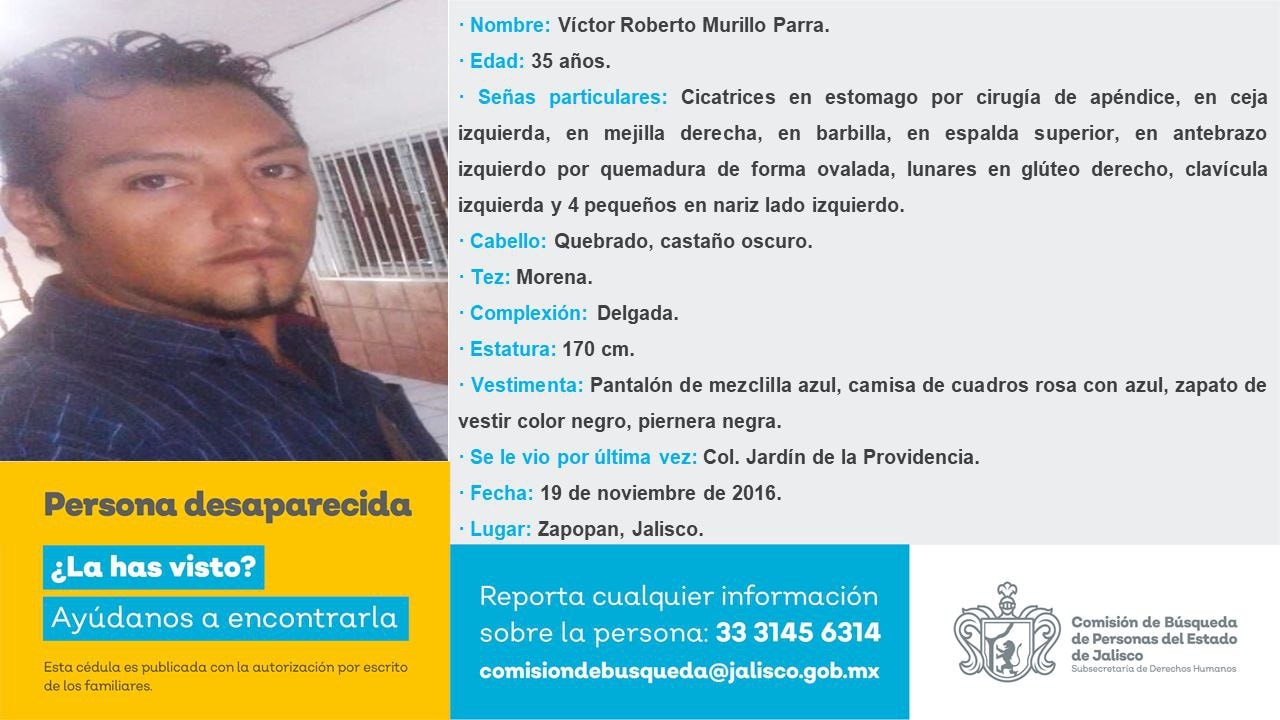 · Nombre: Víctor Roberto Murillo Parra.
· Edad: 35 años.
· Señas particulares: Cicatrices en estomago por cirugía de apéndice, en ceja
izquierda, en mejilla derecha, en barbilla, en espalda superior, en antebrazo
izquierdo por quemadura de forma ovalada, lunares en glúteo derecho, clavícula
izquierda y 4 pequeños en nariz lado izquierdo.
· Cabello: Quebrado, castaño oscuro.
· Tez: Morena.
· Complexión: Delgada.
· Estatura: 170 cm.
· Vestimenta: Pantalón de mezclilla azul, camisa de cuadros rosa con azul, zapato de
vestir color negro, piernera negra.
· Se le vio por última vez: Col. Jardín de la Providencia.
· Fecha: 19 de noviembre de 2016.
· Lugar: Zapopan, Jalisco.
Persona desaparecida
¿La has visto?
Ayúdanos a encontrarla
Esta cédula es publicada con la autorización por escrito
de los familiares.
Reporta cualquier información
sobre la persona: 33 3145 6314
comisiondebusqueda@jalisco.gob.mx
Comisión de Búsqueda
de Personas del Estado
de Jalisco
Subsecretaría de Derechos Humanos